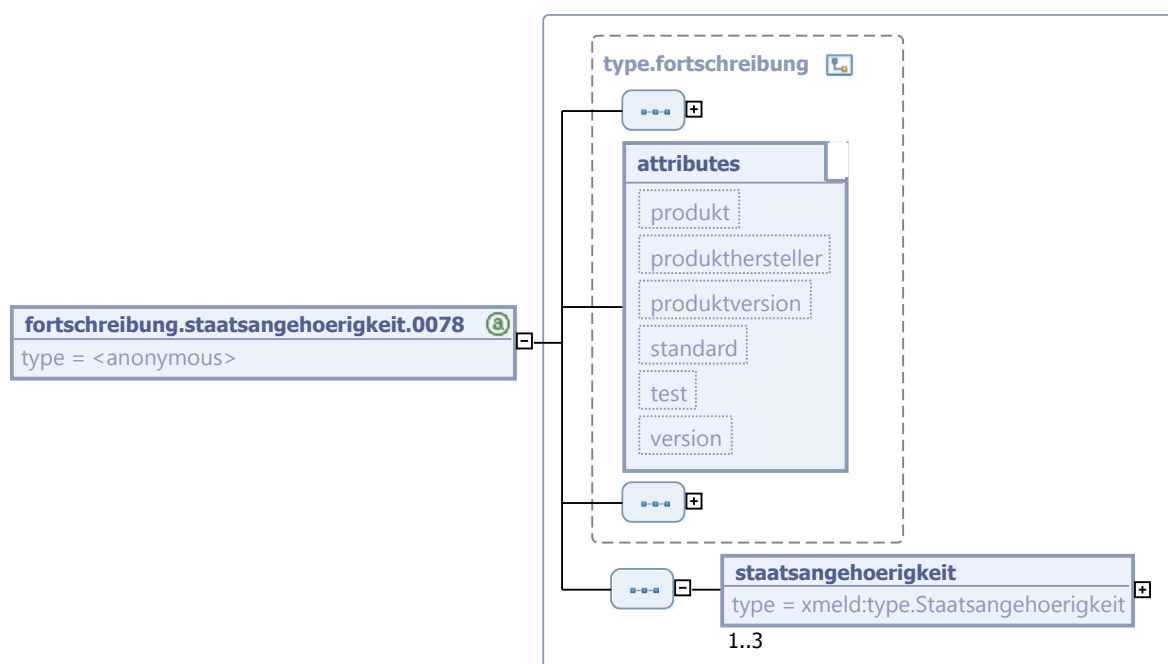 type.fortschreibung
attributes
produkt
produkthersteller
produktversion
standard
test
version
fortschreibung.staatsangehoerigkeit.0078
type = <anonymous>
staatsangehoerigkeit
type = xmeld:type.Staatsangehoerigkeit
1..3